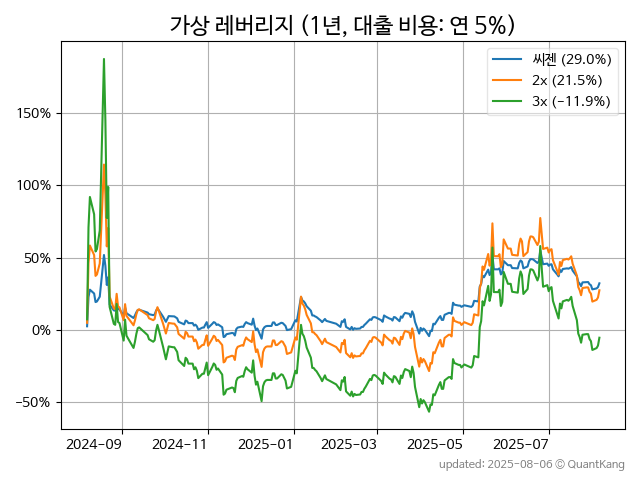 가상 레버리지 (1년, 대출 비용: 연 5%)
씨젠 (29.0%)
2x (21.5%)
3x (−11.9%)
150%
100%
50%
0%
−50%
2024-09
2024-11
2025-01
2025-03
2025-05
2025-07
updated: 2025-08-06 © QuantKang